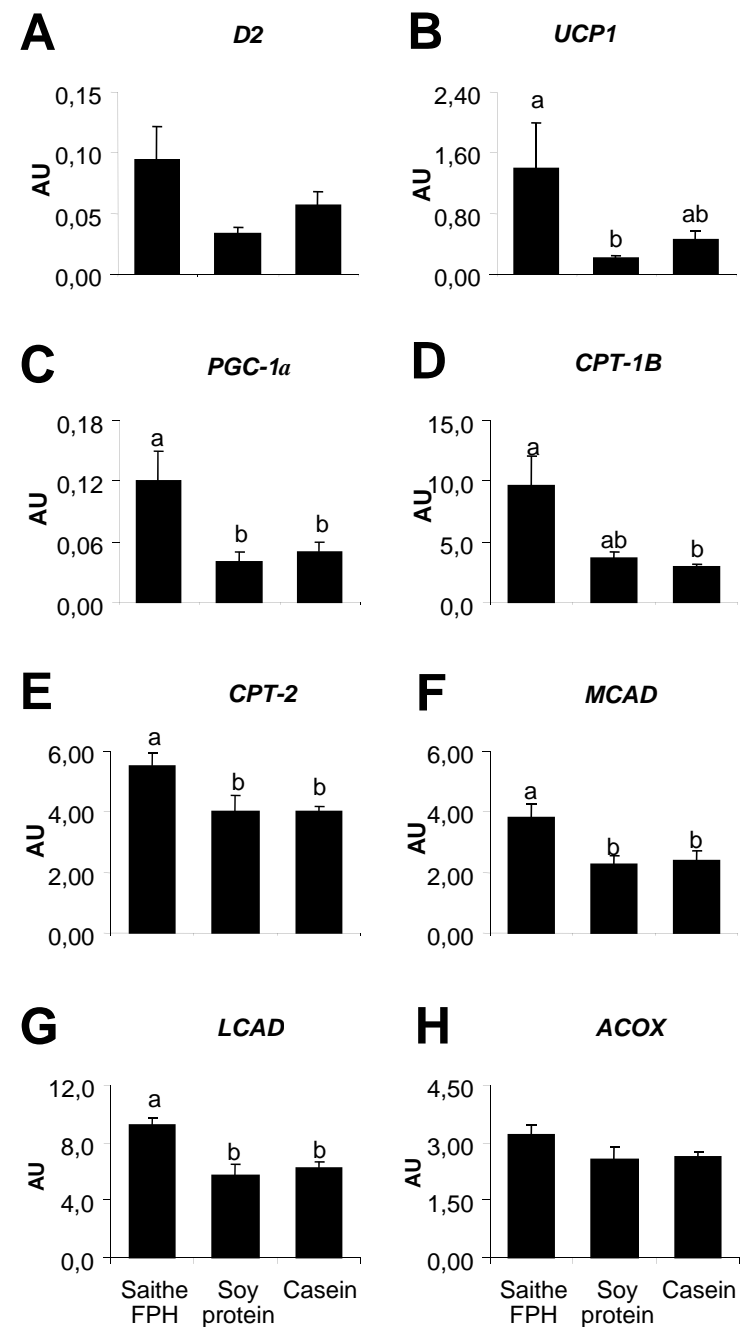 A D2
0,15
0,10
0,05
0,00
AU
B UCP1
2,40
1,60
0,80
0,00
AU
a
b
ab
C PGC-1a
0,18
0,12
0,06
0,00
AU
a
b
b
D CPT-1B
15,0
10,0
5,0
0,0
AU
a
ab
b
E CPT-2
6,00
4,00
2,00
0,00
AU
a
b
b
F MCAD
6,00
4,00
2,00
0,00
AU
a
b
b
G LCAD
12,0
8,0
4,0
0,0
AU
a
b
b
Saithe FPH
Soy protein
Casein
H ACOX
4,50
3,00
1,50
0,00
AU
Saithe FPH
Soy protein
Casein